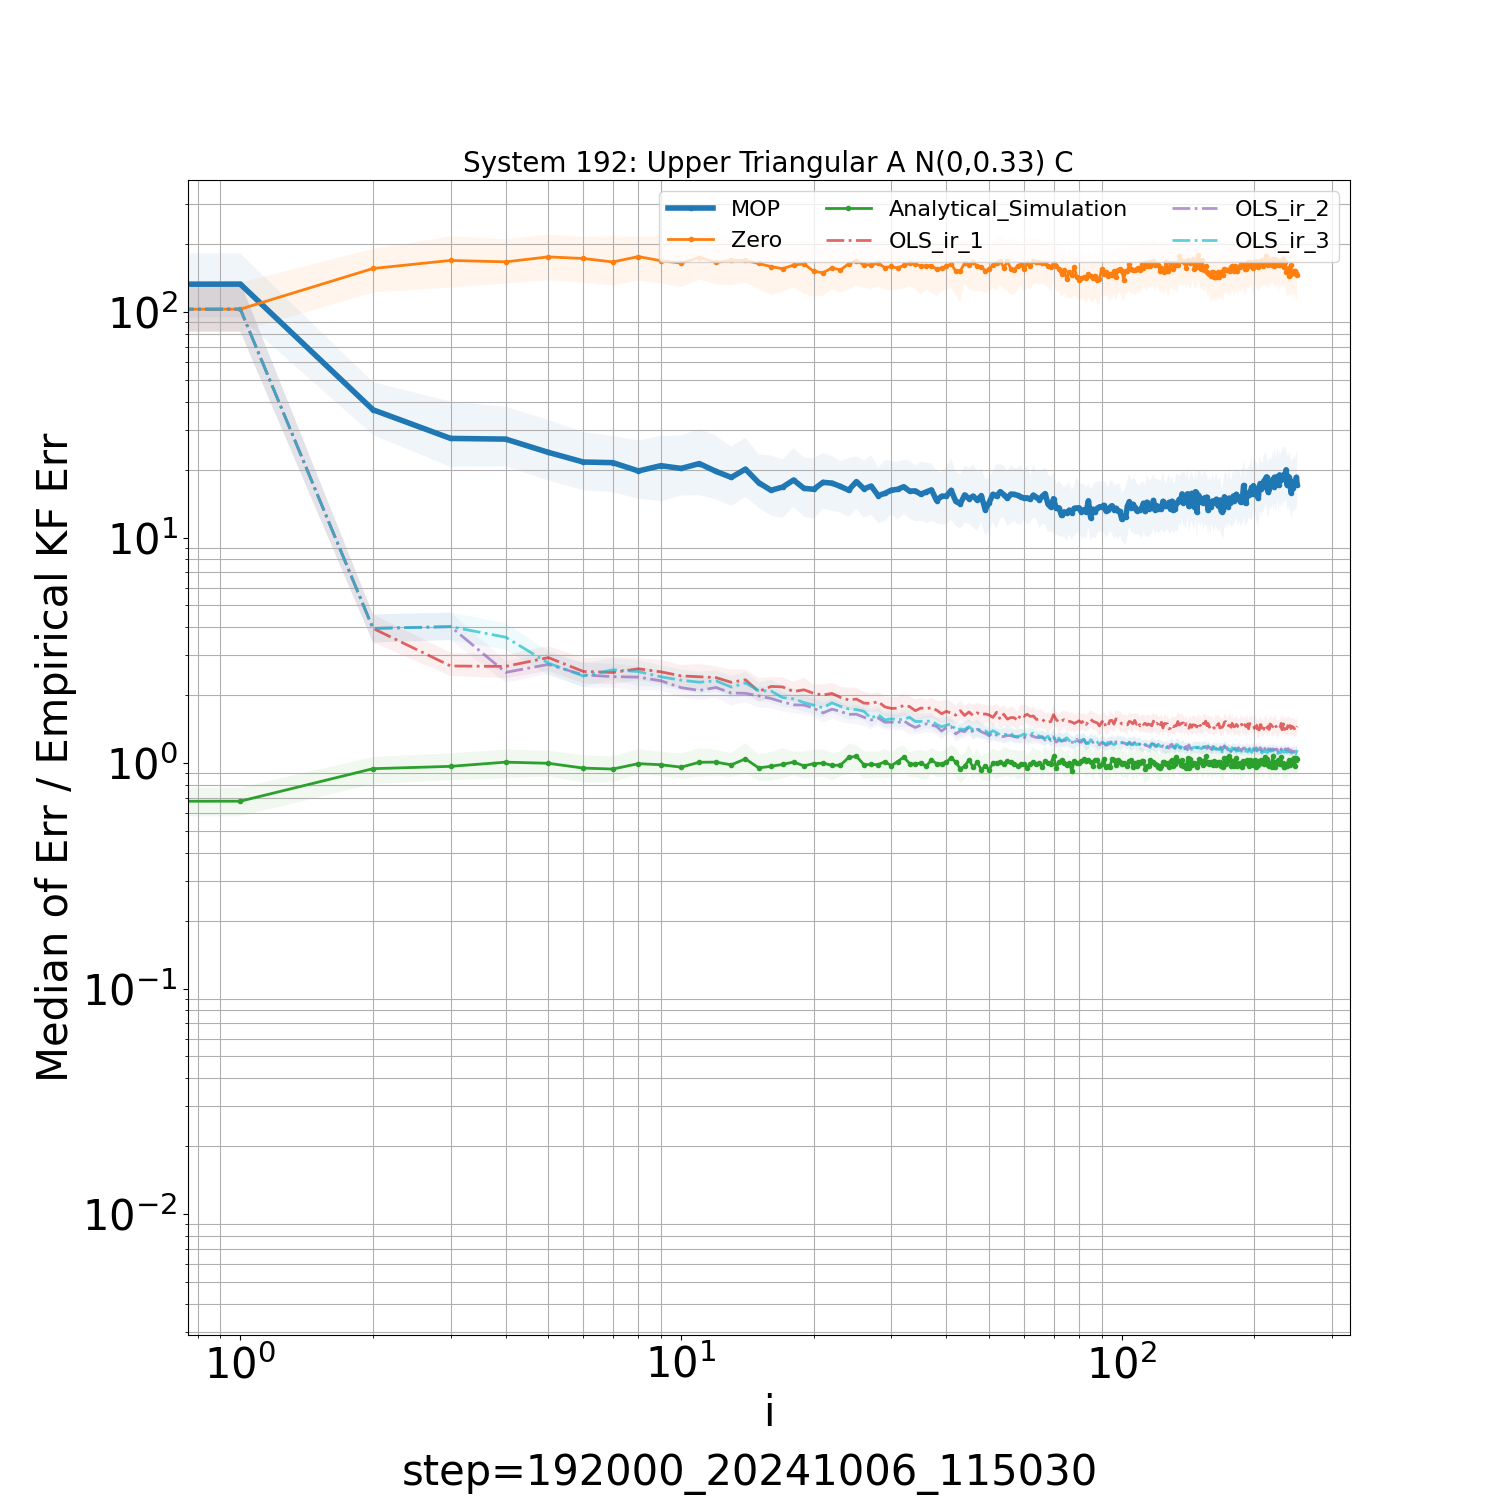 System 192: Upper Triangular A N(0,0.33) C
MOP
Zero
Analytical_Simulation
OLS_ir_1
OLS_ir_2
OLS_ir_3
Median of Err / Empirical KF Err
10²
10¹
10⁰
10⁻¹
10⁻²
10⁰ 10¹ 10²
i
step=192000_20241006_115030